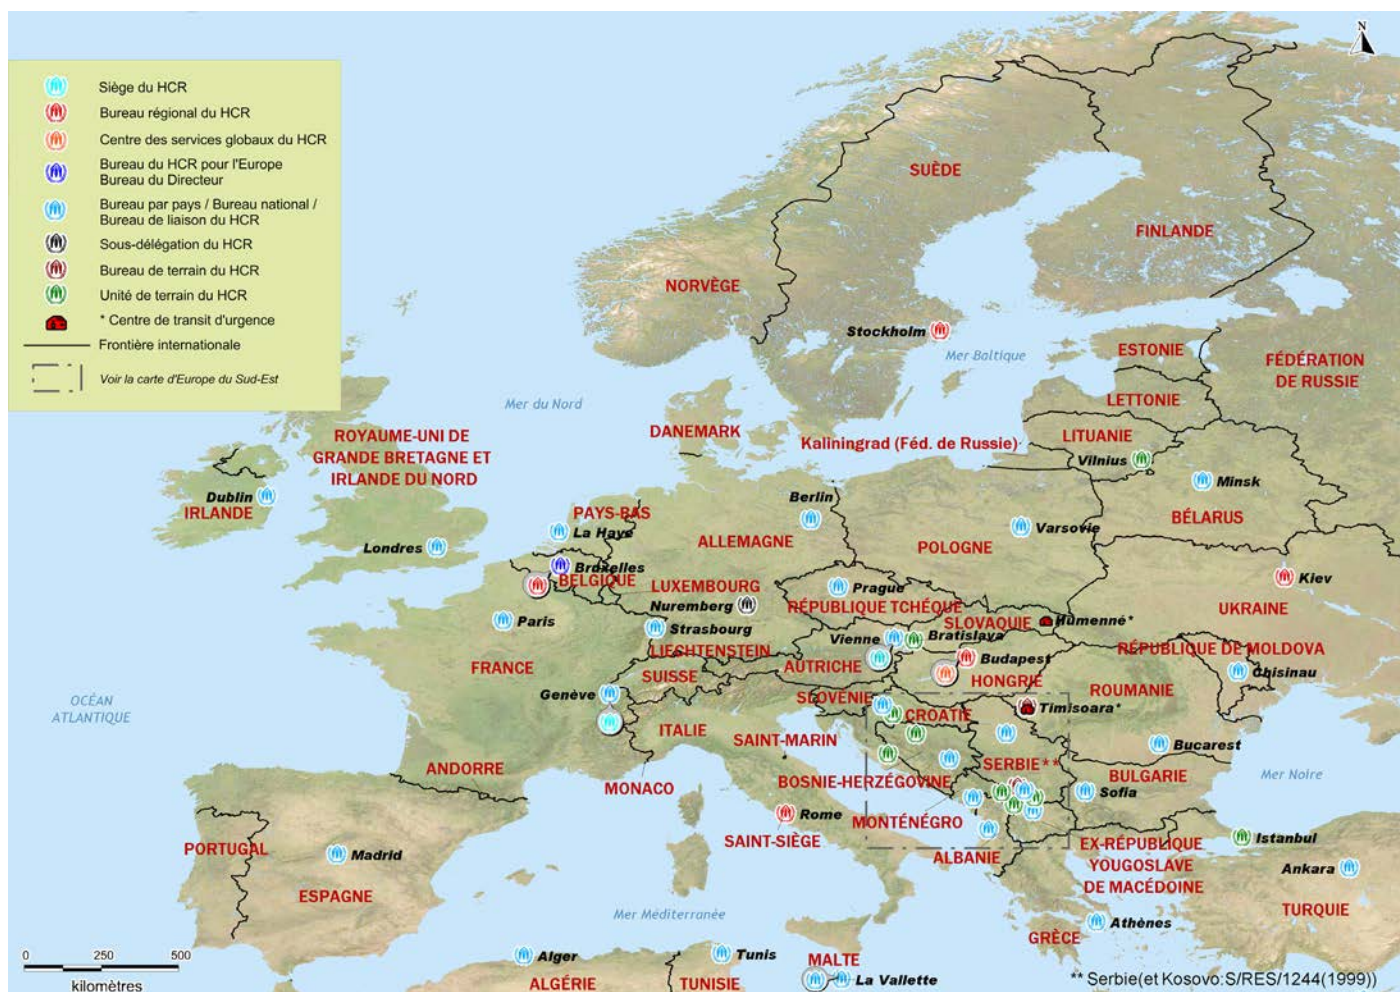 N
Siège du HCR
Bureau régional du HCR
Centre des services globaux du HCR
Bureau du HCR pour l'Europe
Bureau du Directeur
Bureau par pays / Bureau national /
Bureau de liaison du HCR
Sous-délégation du HCR
Bureau de terrain du HCR
Unité de terrain du HCR
* Centre de transit d'urgence
Frontière internationale
Voir la carte d'Europe du Sud-Est
SUÈDE
FINLANDE
NORVÈGE
Stockholm
Mer Baltique
ESTONIE
FÉDÉRATION
DE RUSSIE
LETTONIE
Mer du Nord
DANEMARK
Kaliningrad (Féd. de Russie)
LITUANIE
Vilnius
ROYAUME-UNI DE
GRANDE BRETAGNE ET
IRLANDE DU NORD
Minsk
BÉLARUS
Dublin
IRLANDE
PAYS-BAS
La Haye
Berlin
ALLEMAGNE
Varsovie
POLOGNE
Londres
Bruxelles
BELGIQUE
LUXEMBOURG
Nuremberg
Prague
RÉPUBLIQUE TCHÈQUE
Kiev
UKRAINE
Paris
Strasbourg
SLOVAQUIE
Humenné*
Vienne
Bratislava
LIECHTENSTEIN
RÉPUBLIQUE DE MOLDOVA
FRANCE
SUISSE
AUTRICHE
Budapest
HONGRIE
Chisinau
ROUMANIE
Genève
SLOVÉNIE
OCÉAN
ATLANTIQUE
CROATIE
Timisoara*
ITALIE
SAINT-MARIN
Bucarest
ANDORRE
MONACO
BOSNIE-HERZÉGOVINE
SERBIE**
BULGARIE
Mer Noire
Sofia
Rome
SAINT-SIÈGE
MONTÉNÉGRO
PORTUGAL
Madrid
ESPAGNE
ALBANIE
EX-RÉPUBLIQUE
YOUGOSLAVE
DE MACÉDOINE
Istanbul
Ankara
TURQUIE
Mer Méditerranée
Athènes
GRÈCE
Alger
ALGÉRIE
Tunis
TUNISIE
MALTE
La Vallette
0 250 500
kilomètres
** Serbie(et Kosovo:S/RES/1244(1999))